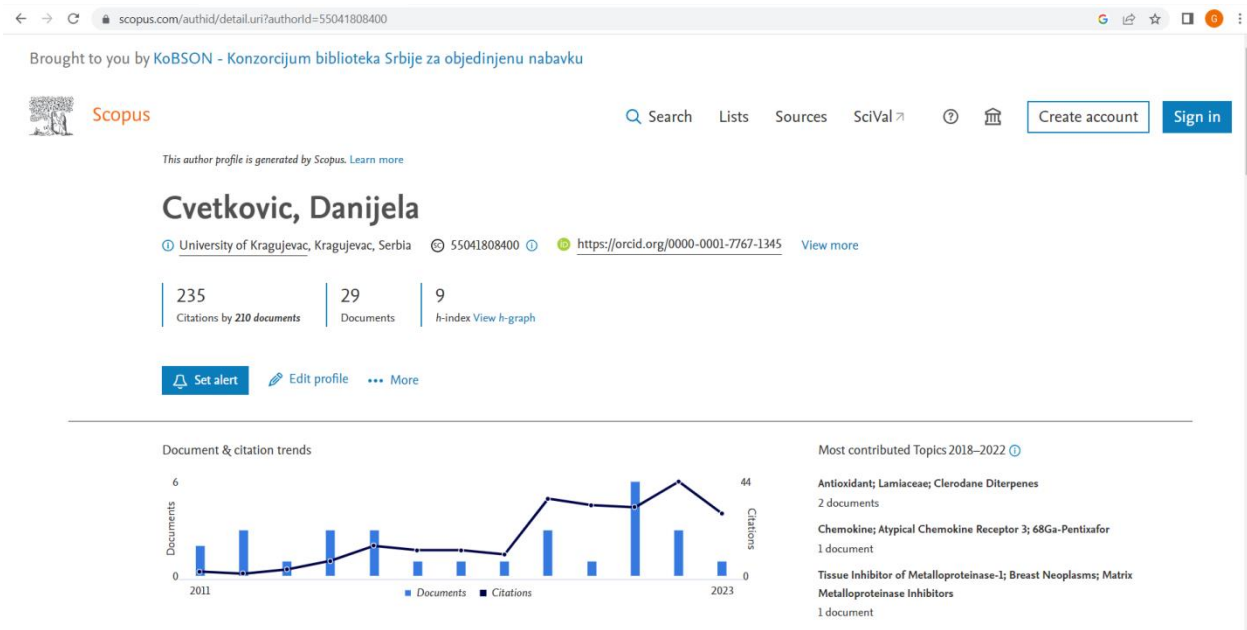 scopus.com/authid/detail.uri?authorId=55041808400
G
G
Brought to you by KoBSON - Konzorcijum biblioteka Srbije za objedinjenu nabavku
Scopus
Search Lists Sources SciVal Create account Sign in
This author profile is generated by Scopus. Learn more
Cvetkovic, Danijela
University of Kragujevac, Kragujevac, Serbia SC 55041808400 iD https://orcid.org/0000-0001-7767-1345 View more
235 29 9
Citations by 210 documents Documents h-index View h-graph
Set alert Edit profile ••• More
Document & citation trends
6 44
Documents
Citations
0 0
2011 2023
Documents Citations
Most contributed Topics 2018–2022
Antioxidant; Lamiaceae; Clerodane Diterpenes
2 documents
Chemokine; Atypical Chemokine Receptor 3; 68Ga-Pentixafor
1 document
Tissue Inhibitor of Metalloproteinase-1; Breast Neoplasms; Matrix
Metalloproteinase Inhibitors
1 document